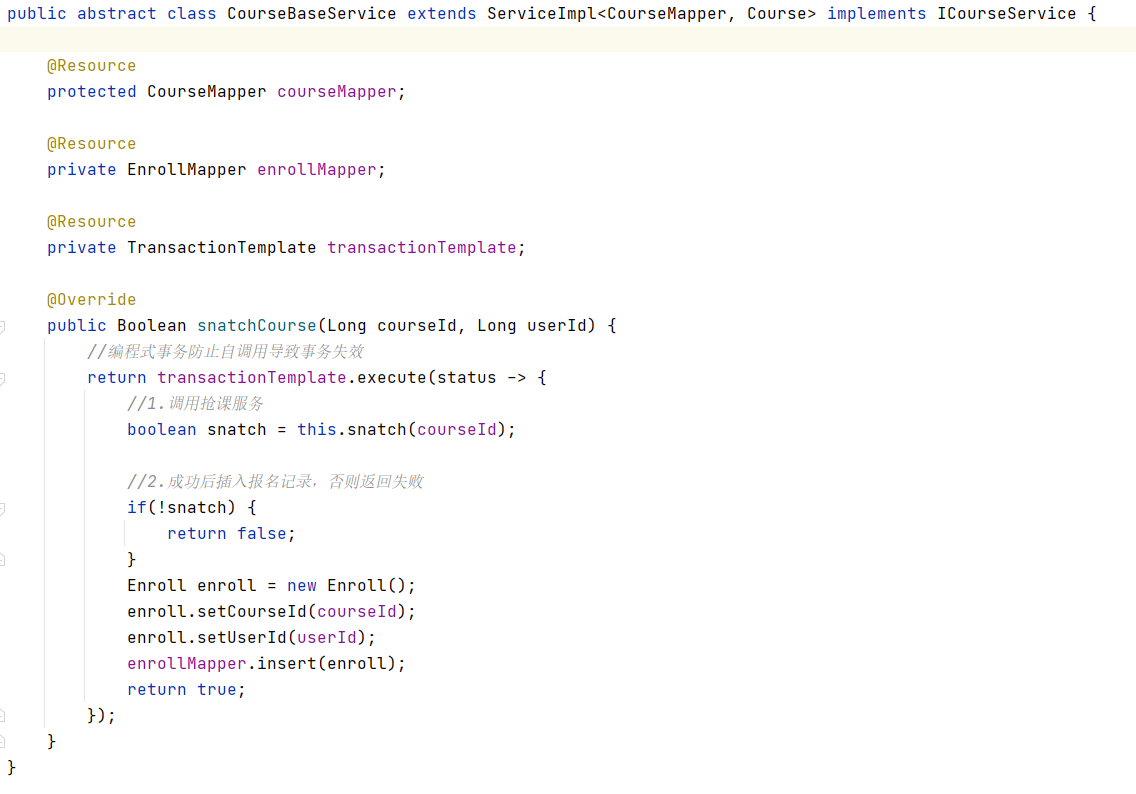 public abstract class CourseBaseService extends ServiceImpl<CourseMapper, Course> implements ICourseService {
@Resource
protected CourseMapper courseMapper;
@Resource
private EnrollMapper enrollMapper;
@Resource
private TransactionTemplate transactionTemplate;
@Override
public Boolean snatchCourse(Long courseId, Long userId) {
//编程式事务防止自调用导致事务失效
return transactionTemplate.execute(status -> {
//1.调用抢课服务
boolean snatch = this.snatch(courseId);
//2.成功后插入报名记录，否则返回失败
if(!snatch) {
return false;
}
Enroll enroll = new Enroll();
enroll.setCourseId(courseId);
enroll.setUserId(userId);
enrollMapper.insert(enroll);
return true;
});
}
}